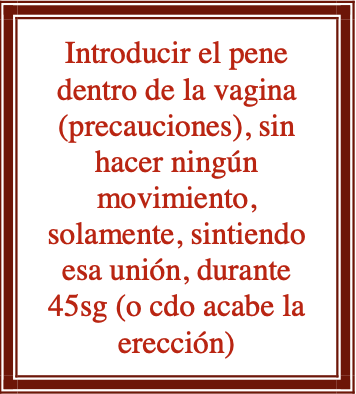 Introducir el pene
dentro de la vagina
(precauciones), sin
hacer ningún
movimiento,
solamente, sintiendo
esa unión, durante
45sg (o cdo acabe la
erección)